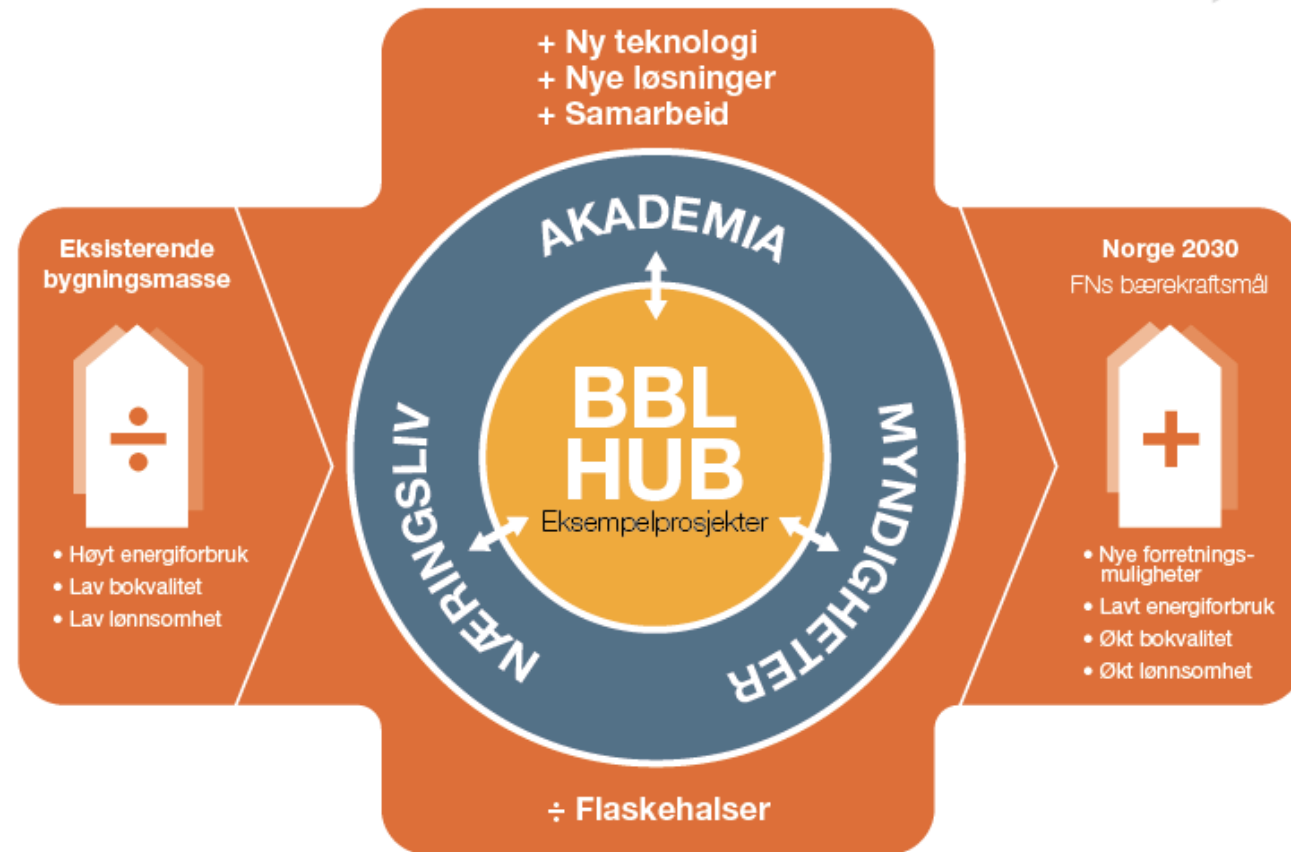 + Ny teknologi
+ Nye løsninger
+ Samarbeid
Eksisterende
bygningsmasse
÷
• Høyt energiforbruk
• Lav bokvalitet
• Lav lønnsomhet
AKADEMIA
NÆRINGSLIV
MYNDIGHETER
BBL
HUB
Eksempelprosjekter
Norge 2030
FNs bærekraftsmål
+
• Nye forretnings-
muligheter
• Lavt energiforbruk
• Økt bokvalitet
• Økt lønnsomhet
÷ Flaskehalser